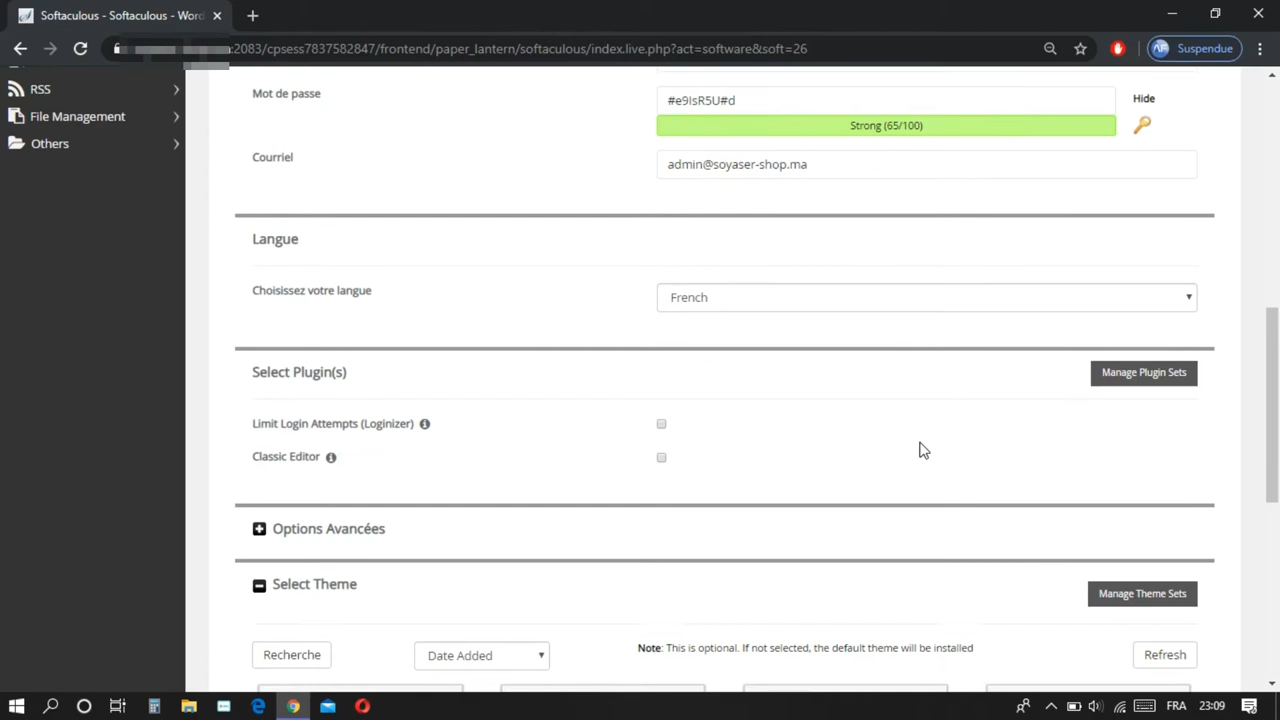 Softaculous - Softaculous - Word
:2083/cpsess7837582847/frontend/paper_lantern/softaculous/index.live.php?act=software&soft=26
AF Suspendue
RSS
File Management
Others
Mot de passe
#e9IsR5U#d
Hide
Strong (65/100)
Courriel
admin@soyaser-shop.ma
Langue
Choisissez votre langue
French
Select Plugin(s)
Manage Plugin Sets
Limit Login Attempts (Loginizer)
Classic Editor
Options Avancées
Select Theme
Manage Theme Sets
Recherche
Date Added
Note: This is optional. If not selected, the default theme will be installed
Refresh
FRA
23:09